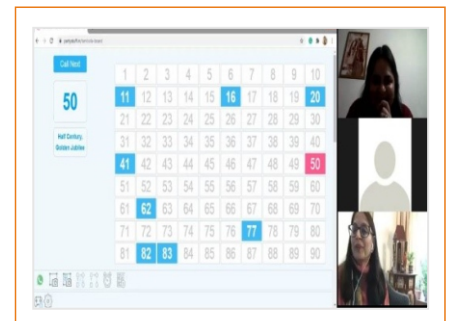 Call Next
50
Half Century,
Golden Jubilee
1 2 3 4 5 6 7 8 9 10
11 12 13 14 15 16 17 18 19 20
21 22 23 24 25 26 27 28 29 30
31 32 33 34 35 36 37 38 39 40
41 42 43 44 45 46 47 48 49 50
51 52 53 54 55 56 57 58 59 60
61 62 63 64 65 66 67 68 69 70
71 72 73 74 75 76 77 78 79 80
81 82 83 84 85 86 87 88 89 90